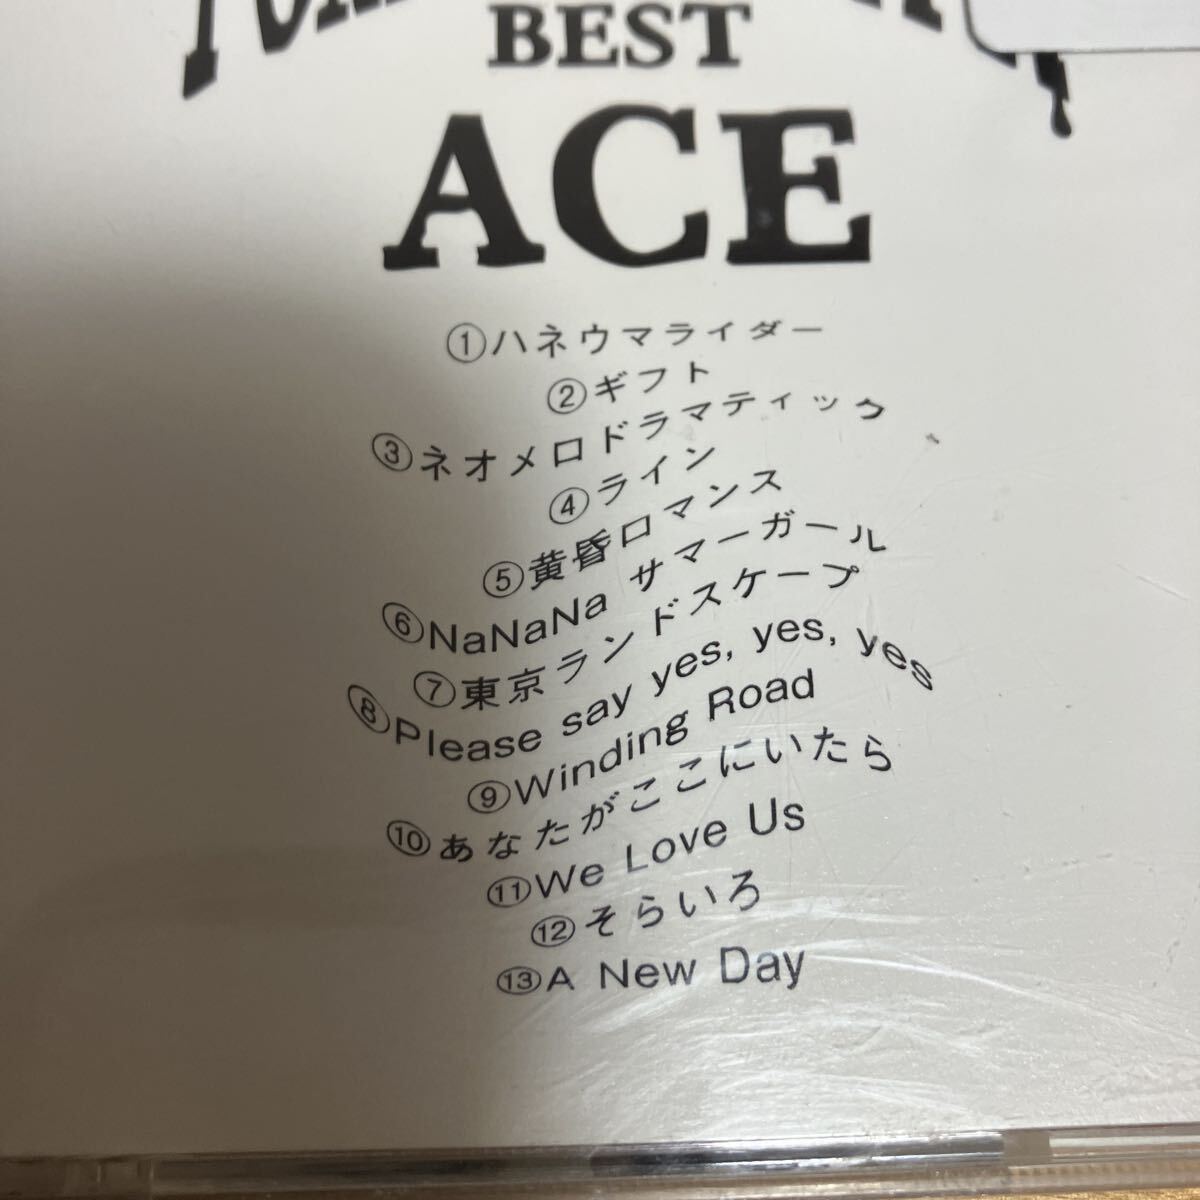 BEST
ACE
①ハネウマライダー
②ギフト
③ネオメロドラマティック
④ライン
⑤黄昏ロマンス
⑥NaNaNa サマーガール
⑦東京ランドスケープ
⑧Please say yes, yes, yes
⑨Winding Road
⑩あなたがここにいたら
⑪We Love Us
⑫そらいろ
⑬A New Day